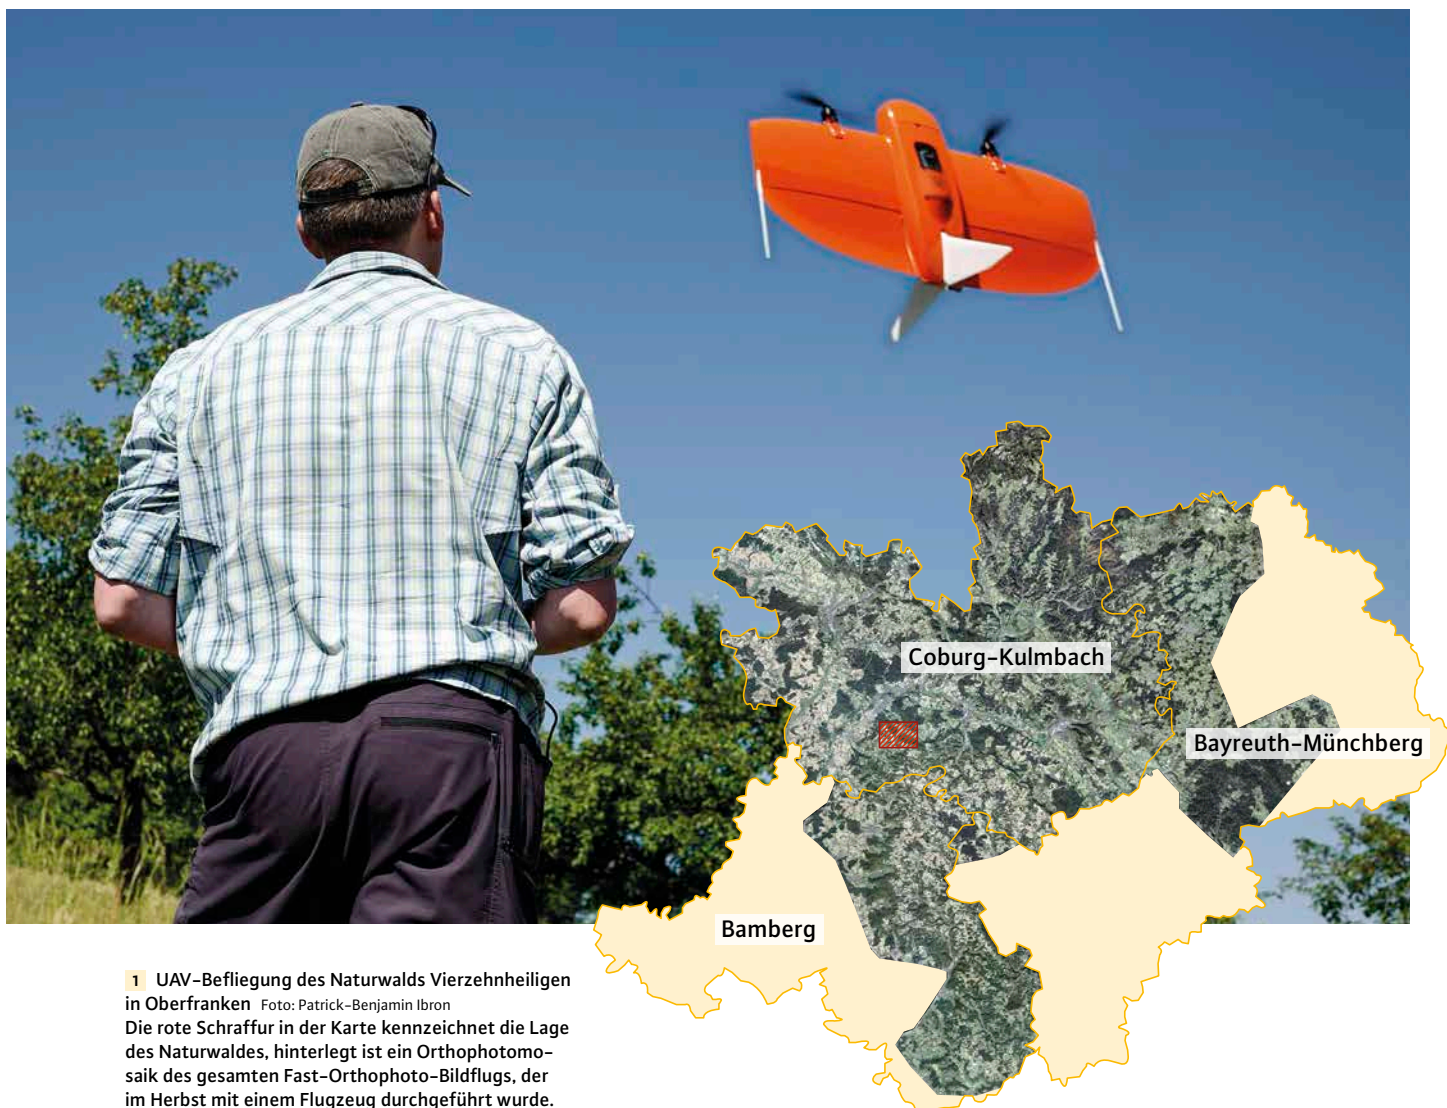 Coburg-Kulmbach
Bayreuth-Münchberg
Bamberg
1 UAV-Befliegung des Naturwalds Vierzehnheiligen
in Oberfranken Foto: Patrick-Benjamin Ibron
Die rote Schraffur in der Karte kennzeichnet die Lage
des Naturwaldes, hinterlegt ist ein Orthophotomo-
saik des gesamten Fast-Orthophoto-Bildflugs, der
im Herbst mit einem Flugzeug durchgeführt wurde.